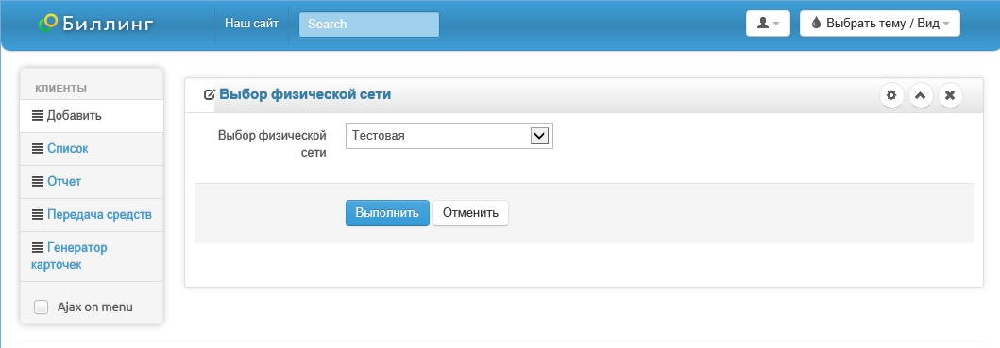 Биллинг
Наш сайт
Search
Выбрать тему / Вид
КЛИЕНТЫ
Добавить
Список
Отчет
Передача средств
Генератор
карточек
Ajax on menu
Выбор физической сети
Выбор физической
сети
Тестовая
Выполнить
Отменить